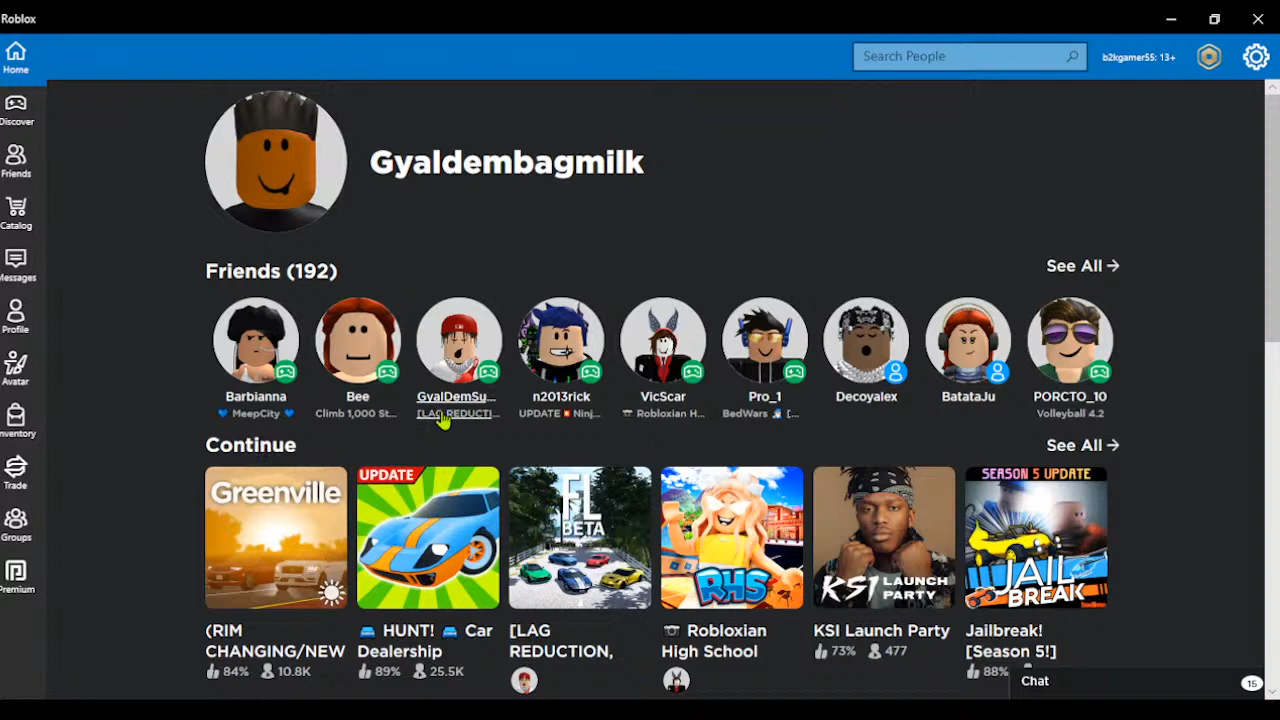 Roblox
Home
Search People
b2kgamer55: 13+
Discover
Friends
Catalog
Messages
Profile
Avatar
Inventory
Trade
Groups
Premium
Gyaldembagmilk
Friends (192)
See All
Barbianna
Bee
GyalDemSu...
n2013rick
VicScar
Pro_1
Decoyalex
BatataJu
PORCTO_10
💙 MeepCity 💙
Climb 1,000 St...
[LAG REDUCTI...
UPDATE 💥 Ninj...
Robloxian H...
BedWars [...
Volleyball 4.2
Continue
See All
Greenville
UPDATE
FL
BETA
RHS
KSI LAUNCH
PARTY
SEASON 5 UPDATE
JAIL
BREAK
(RIM
CHANGING/NEW
84% 10.8K
🚘 HUNT! 🚘 Car
Dealership
89% 25.5K
[LAG
REDUCTION,
Robloxian
High School
KSI Launch Party
73% 477
Jailbreak!
[Season 5!]
88%
Chat
15